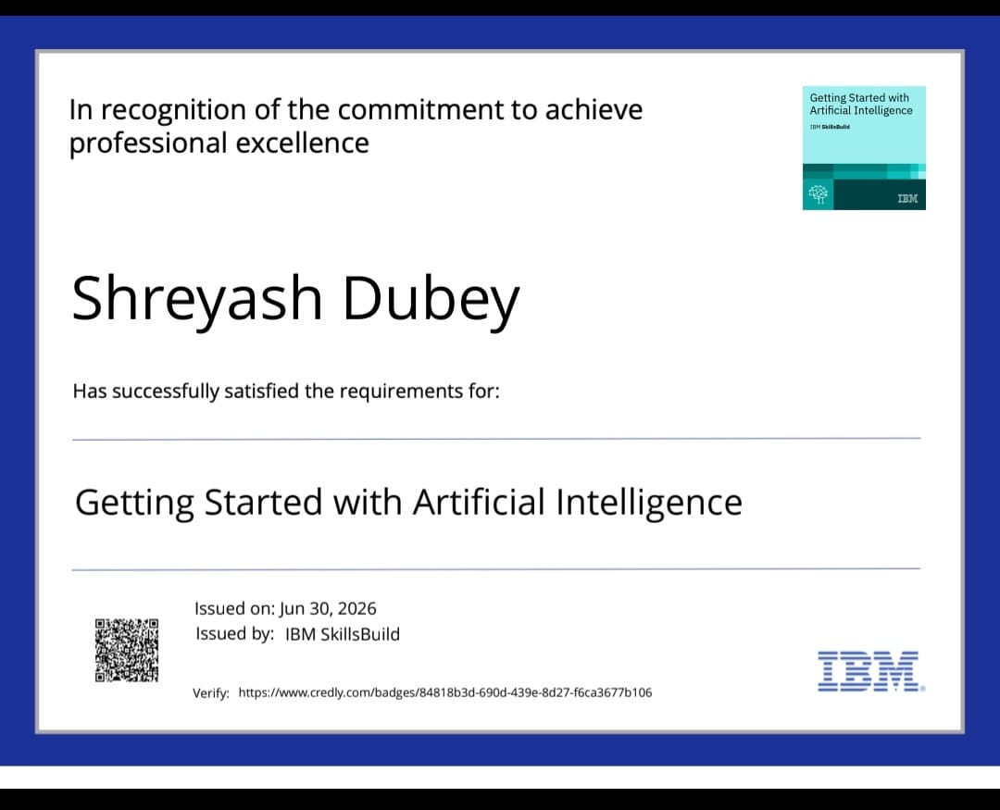 In recognition of the commitment to achieve
professional excellence
Getting Started with
Artificial Intelligence
IBM SkillsBuild
IBM
Shreyash Dubey
Has successfully satisfied the requirements for:
Getting Started with Artificial Intelligence
Issued on: Jun 30, 2026
Issued by: IBM SkillsBuild
Verify: https://www.credly.com/badges/84818b3d-690d-439e-8d27-f6ca3677b106
IBM®